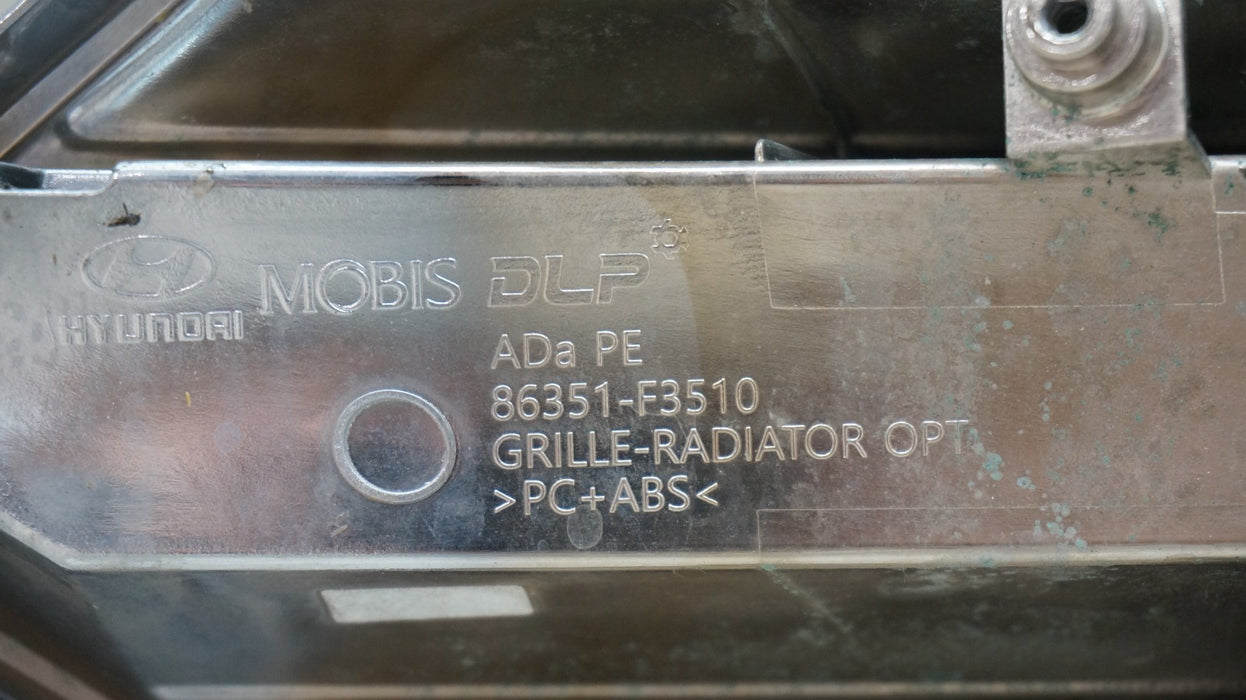 HYUNDAI MOBIS DLP
ADa PE
86351-F3510
GRILLE-RADIATOR OPT
>PC+ABS<